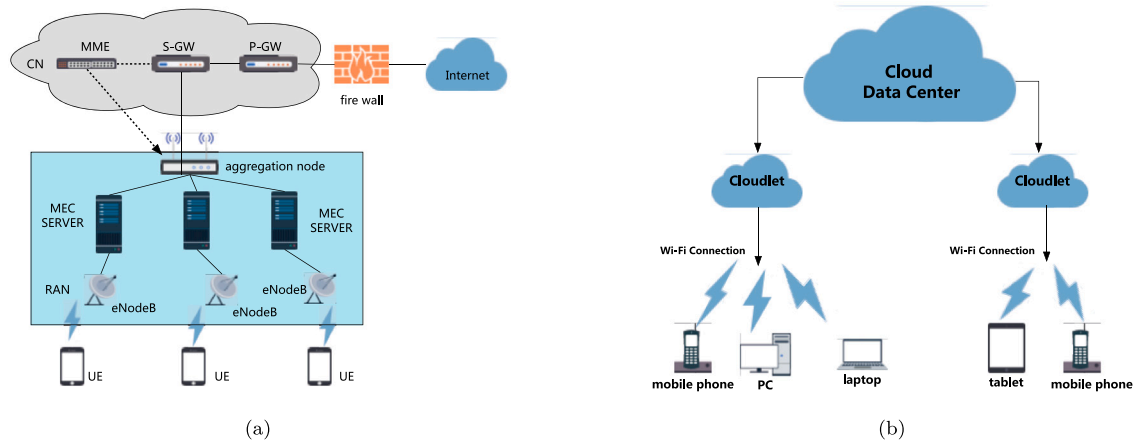 MME
S-GW
P-GW
CN
Internet
fire wall
aggregation node
MEC
SERVER
MEC
SERVER
RAN
eNodeB
eNodeB
eNodeB
UE
UE
UE
(a)
Cloud
Data Center
Cloudlet
Cloudlet
Wi-Fi Connection
Wi-Fi Connection
mobile phone
PC
laptop
tablet
mobile phone
(b)